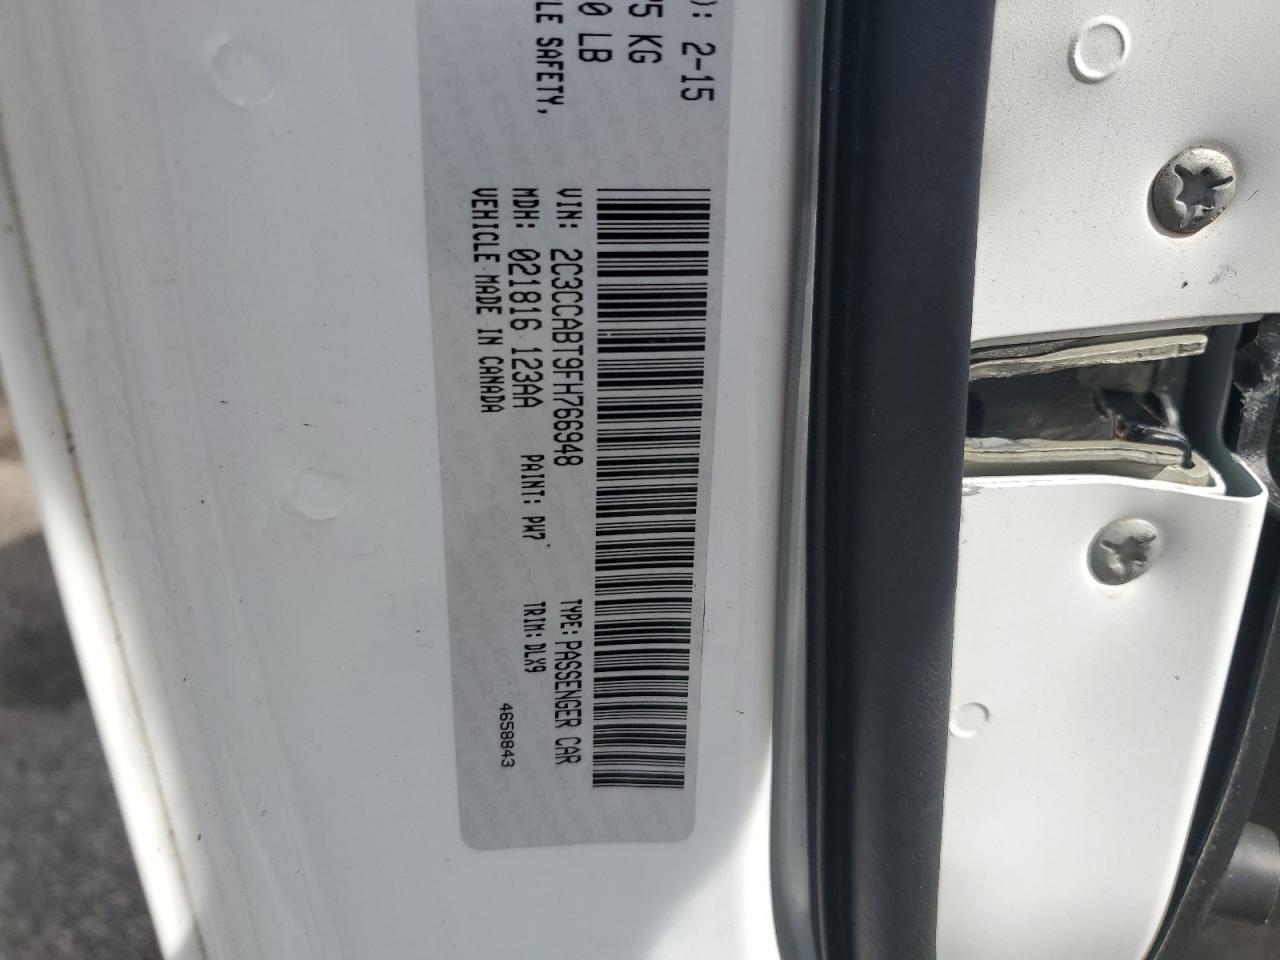 ): 2-15
75 KG
0 LB
LE SAFETY,
VIN: 2C3CCABT9FH766948 TYPE: PASSENGER CAR
MDH: 021816 123AA PAINT: PW7 TRIM: DLX9
VEHICLE MADE IN CANADA 4658843